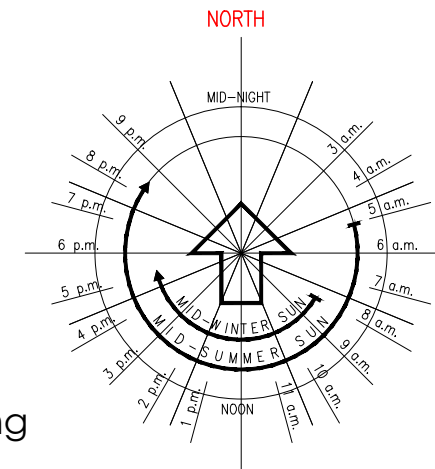 NORTH
MID-NIGHT
9 p.m.
3 a.m.
8 p.m.
4 a.m.
7 p.m.
5 a.m.
6 p.m.
6 a.m.
5 p.m.
7 a.m.
4 p.m.
8 a.m.
3 p.m.
9 a.m.
2 p.m.
10 a.m.
1 p.m.
11 a.m.
MID-WINTER SUN
MID-SUMMER SUN
NOON